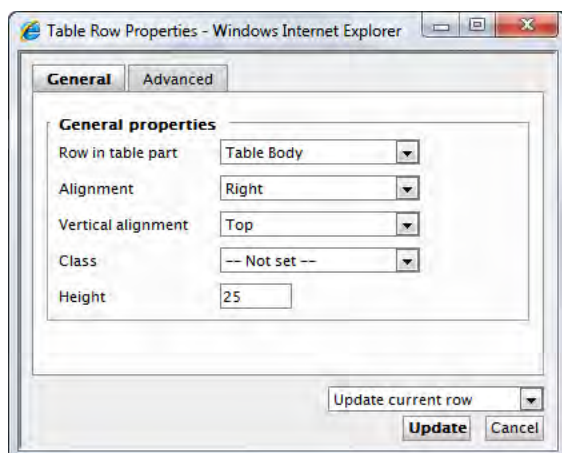 Table Row Properties - Windows Internet Explorer
General Advanced
General properties
Row in table part Table Body
Alignment Right
Vertical alignment Top
Class -- Not set --
Height 25
Update current row
Update Cancel